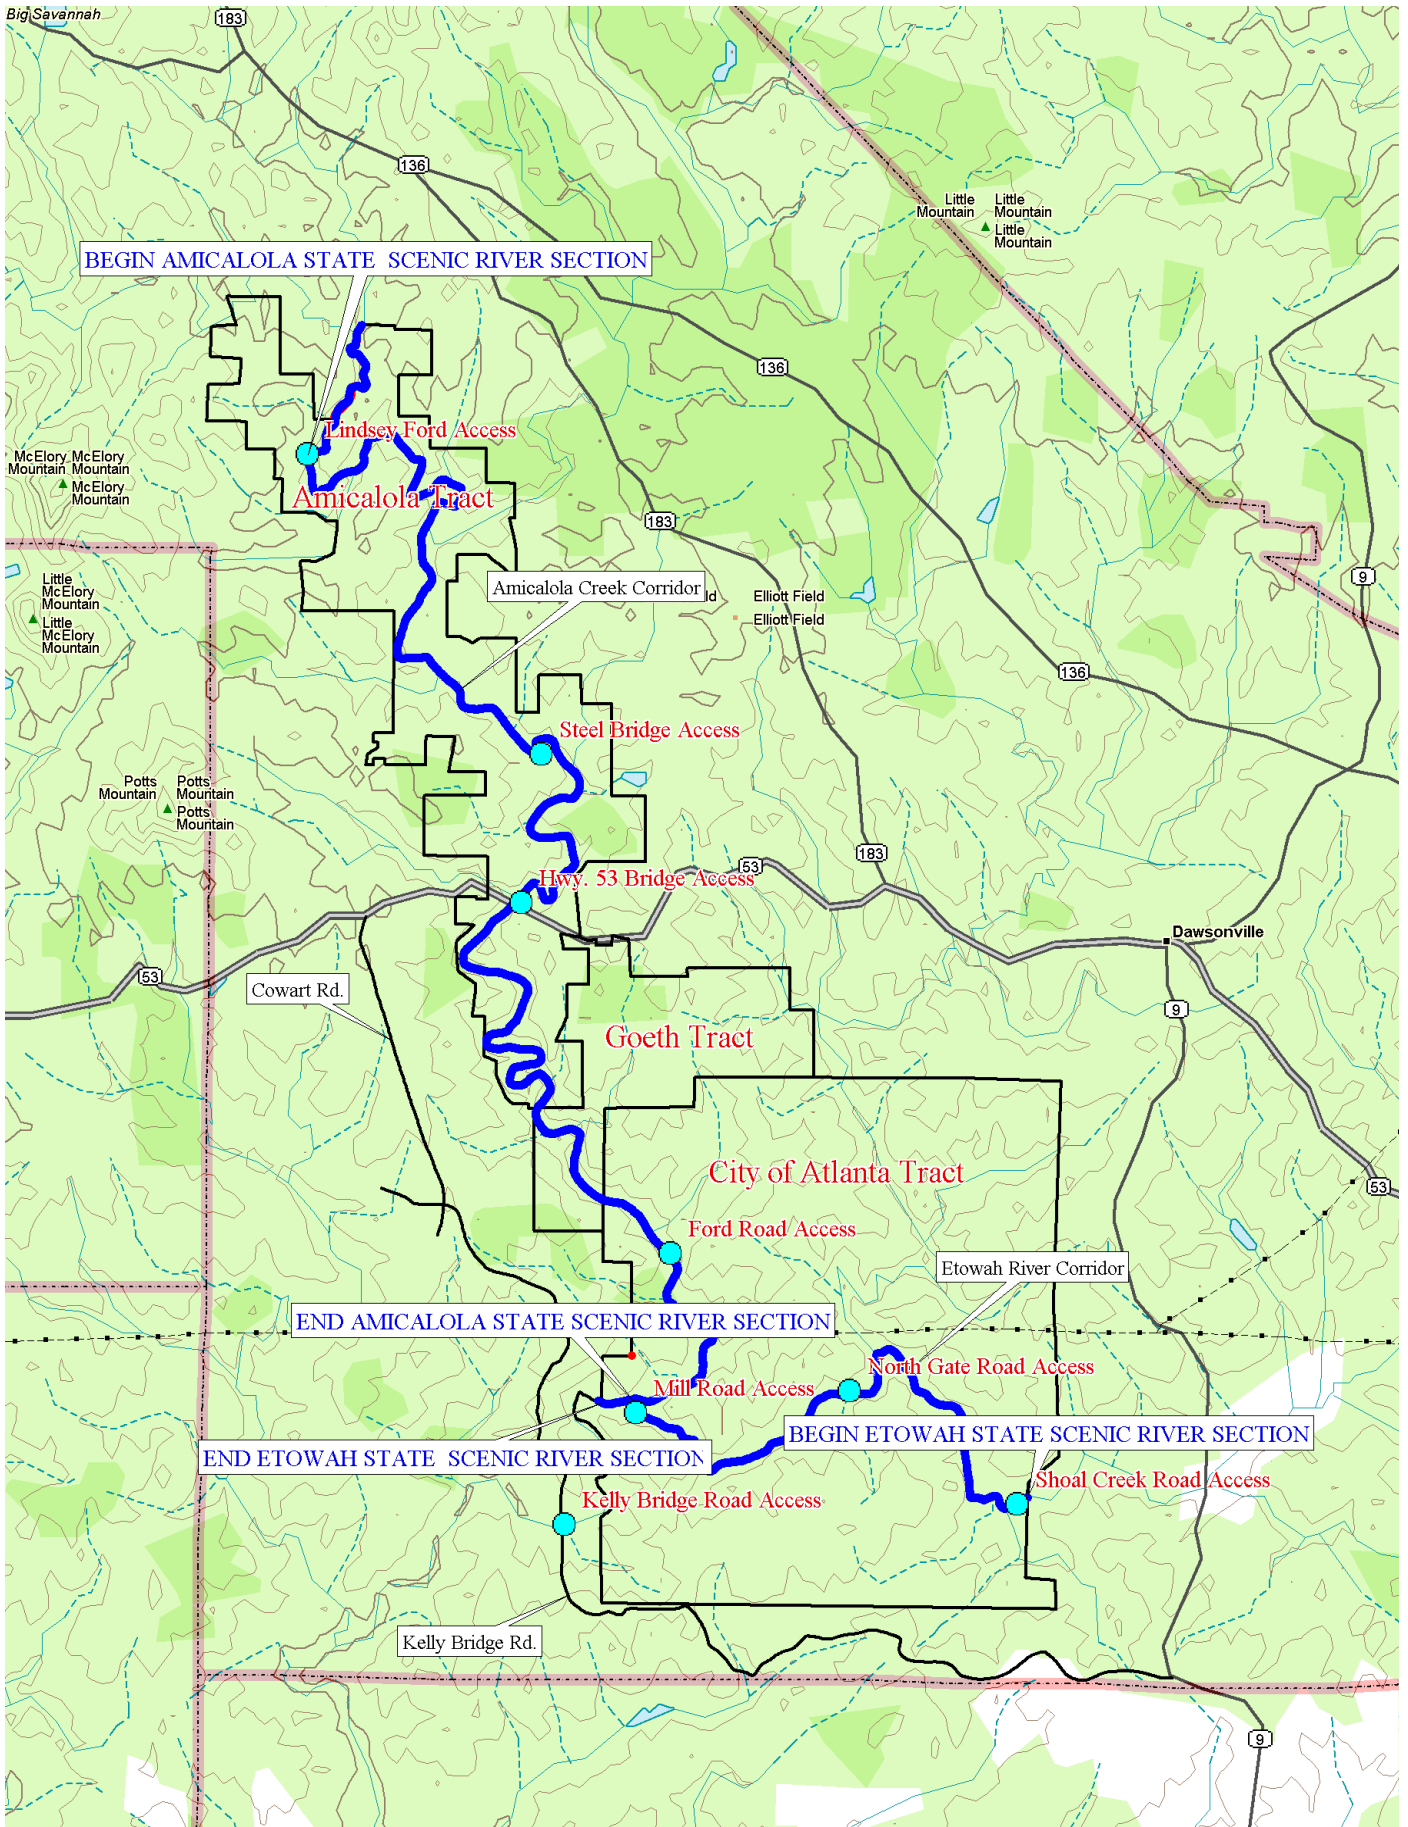 Big Savannah
183
136
Little
Mountain
Little
Mountain
Little
Mountain
BEGIN AMICALOLA STATE SCENIC RIVER SECTION
136
Lindsey Ford Access
McElory
Mountain
McElory
Mountain
McElory
Mountain
Amicalola Tract
183
9
Little
McElory
Mountain
Little
McElory
Mountain
Amicalola Creek Corridor
ld
Elliott Field
Elliott Field
136
Steel Bridge Access
Potts
Mountain
Potts
Mountain
Potts
Mountain
183
53
Hwy. 53 Bridge Access
Dawsonville
53
Cowart Rd.
9
Goeth Tract
City of Atlanta Tract
53
Ford Road Access
Etowah River Corridor
END AMICALOLA STATE SCENIC RIVER SECTION
North Gate Road Access
Mill Road Access
BEGIN ETOWAH STATE SCENIC RIVER SECTION
END ETOWAH STATE SCENIC RIVER SECTION
Shoal Creek Road Access
Kelly Bridge Road Access
Kelly Bridge Rd.
9